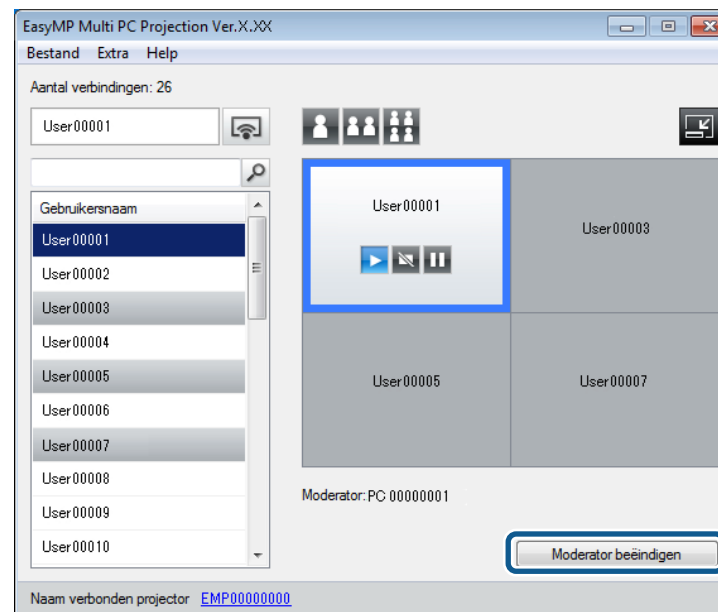 EasyMP Multi PC Projection Ver.X.XX
Bestand Extra Help
Aantal verbindingen: 26
User00001
Gebruikersnaam
User00001
User00002
User00003
User00004
User00005
User00006
User00007
User00008
User00009
User00010
User00001
User00003
User00005
User00007
Moderator: PC 00000001
Moderator beëindigen
Naam verbonden projector EMP00000000